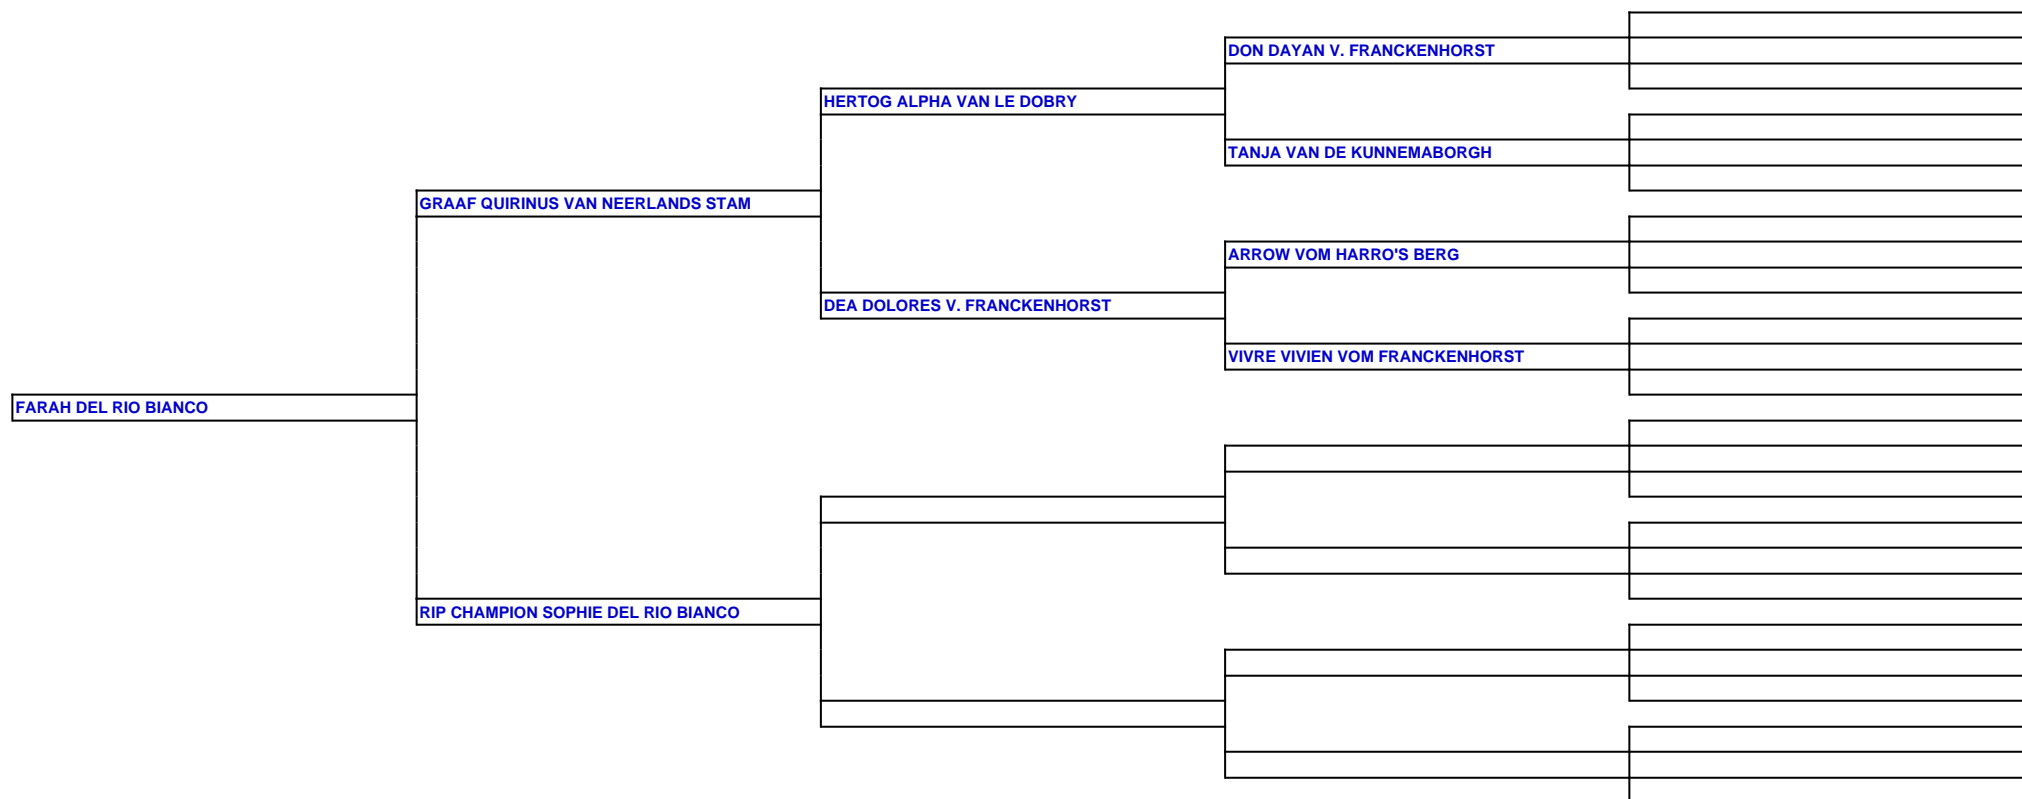 DON DAYAN V. FRANCKENHORST
HERTOG ALPHA VAN LE DOBRY
TANJA VAN DE KUNNEMABORGH
GRAAF QUIRINUS VAN NEERLANDS STAM
ARROW VOM HARRO'S BERG
DEA DOLORES V. FRANCKENHORST
VIVRE VIVIEN VOM FRANCKENHORST
FARAH DEL RIO BIANCO
RIP CHAMPION SOPHIE DEL RIO BIANCO